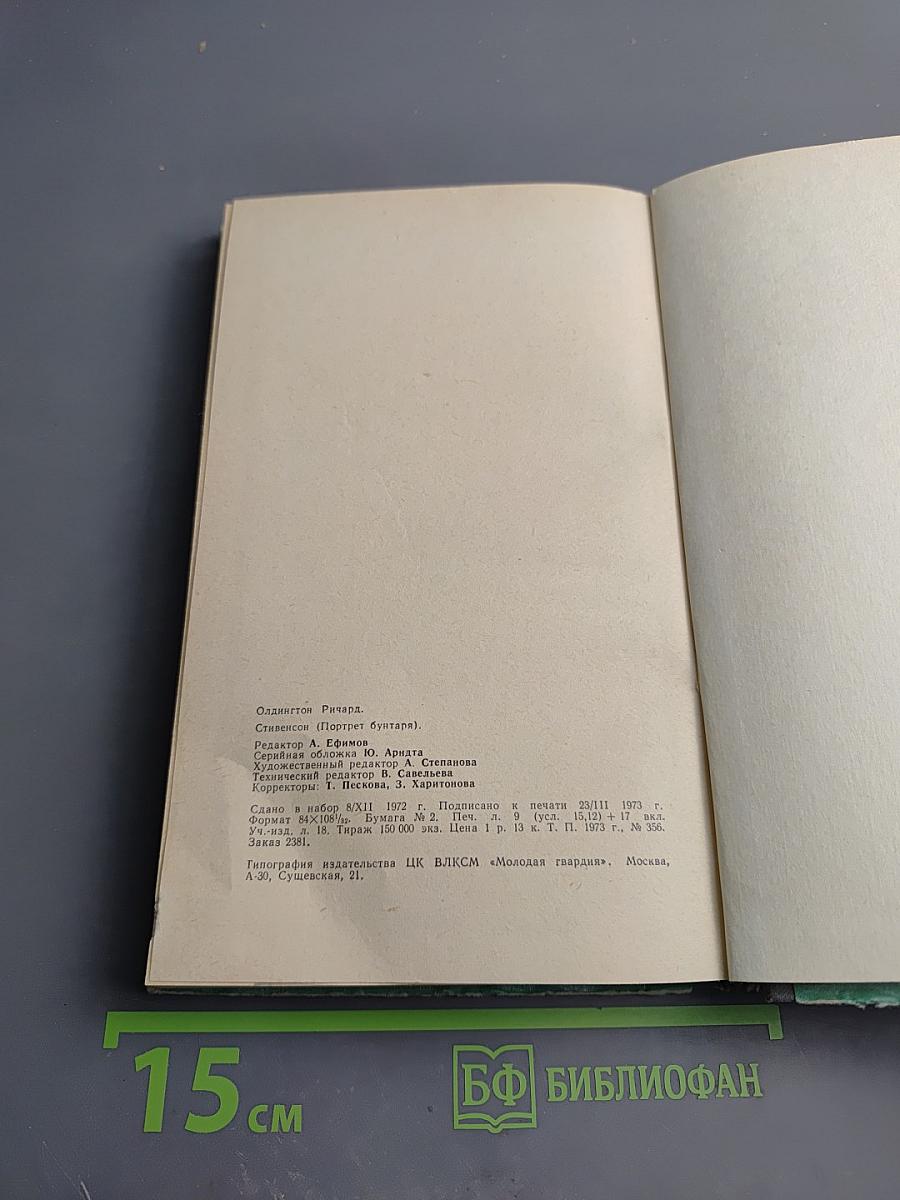 Олдингтон Ричард.
Стивенсон (Портрет бунтаря).
Редактор А. Ефимов
Серийная обложка Ю. Арндта
Художественный редактор А. Степанова
Технический редактор В. Савельева
Корректоры: Т. Пескова, З. Харитонова
Сдано в набор 8/XII 1972 г. Подписано к печати 23/III 1973 г.
Формат 84×108¹/₃₂. Бумага № 2. Печ. л. 9 (усл. 15,12) + 17 вкл.
Уч.-изд. л. 18. Тираж 150 000 экз. Цена 1 р. 13 к. Т. П. 1973 г., № 356.
Заказ 2381.
Типография издательства ЦК ВЛКСМ «Молодая гвардия». Москва,
А-30, Сущевская, 21.
15 см
БФ БИБЛИОФАН